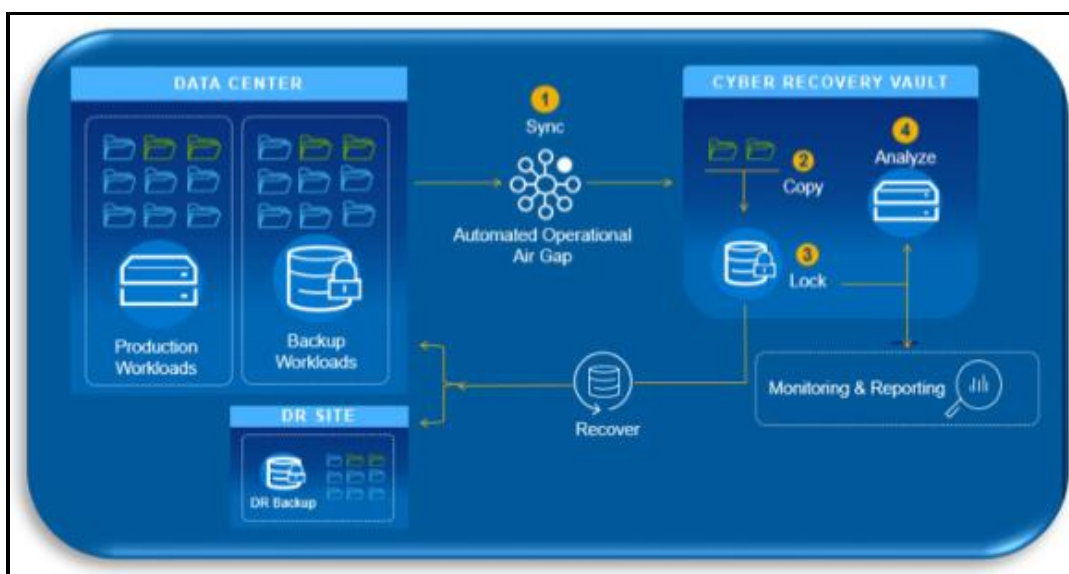 DATA CENTER
Production
Workloads
Backup
Workloads
1
Sync
Automated Operational
Air Gap
CYBER RECOVERY VAULT
2
Copy
3
Lock
4
Analyze
Monitoring & Reporting
Recover
DR SITE
DR Backup